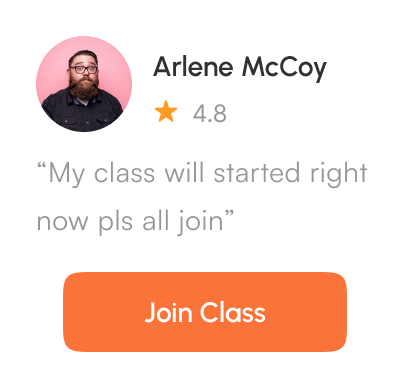 Arlene McCoy
4.8
“My class will started right
now pls all join”
Join Class